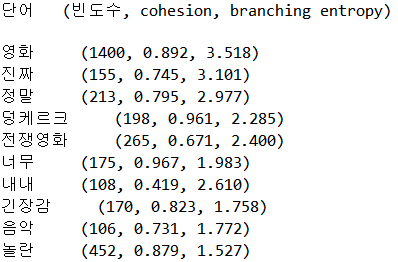 단어 (빈도수, cohesion, branching entropy)
영화 (1400, 0.892, 3.518)
진짜 (155, 0.745, 3.101)
정말 (213, 0.795, 2.977)
덩케르크 (198, 0.961, 2.285)
전쟁영화 (265, 0.671, 2.400)
너무 (175, 0.967, 1.983)
내내 (108, 0.419, 2.610)
긴장감 (170, 0.823, 1.758)
음악 (106, 0.731, 1.772)
놀란 (452, 0.879, 1.527)